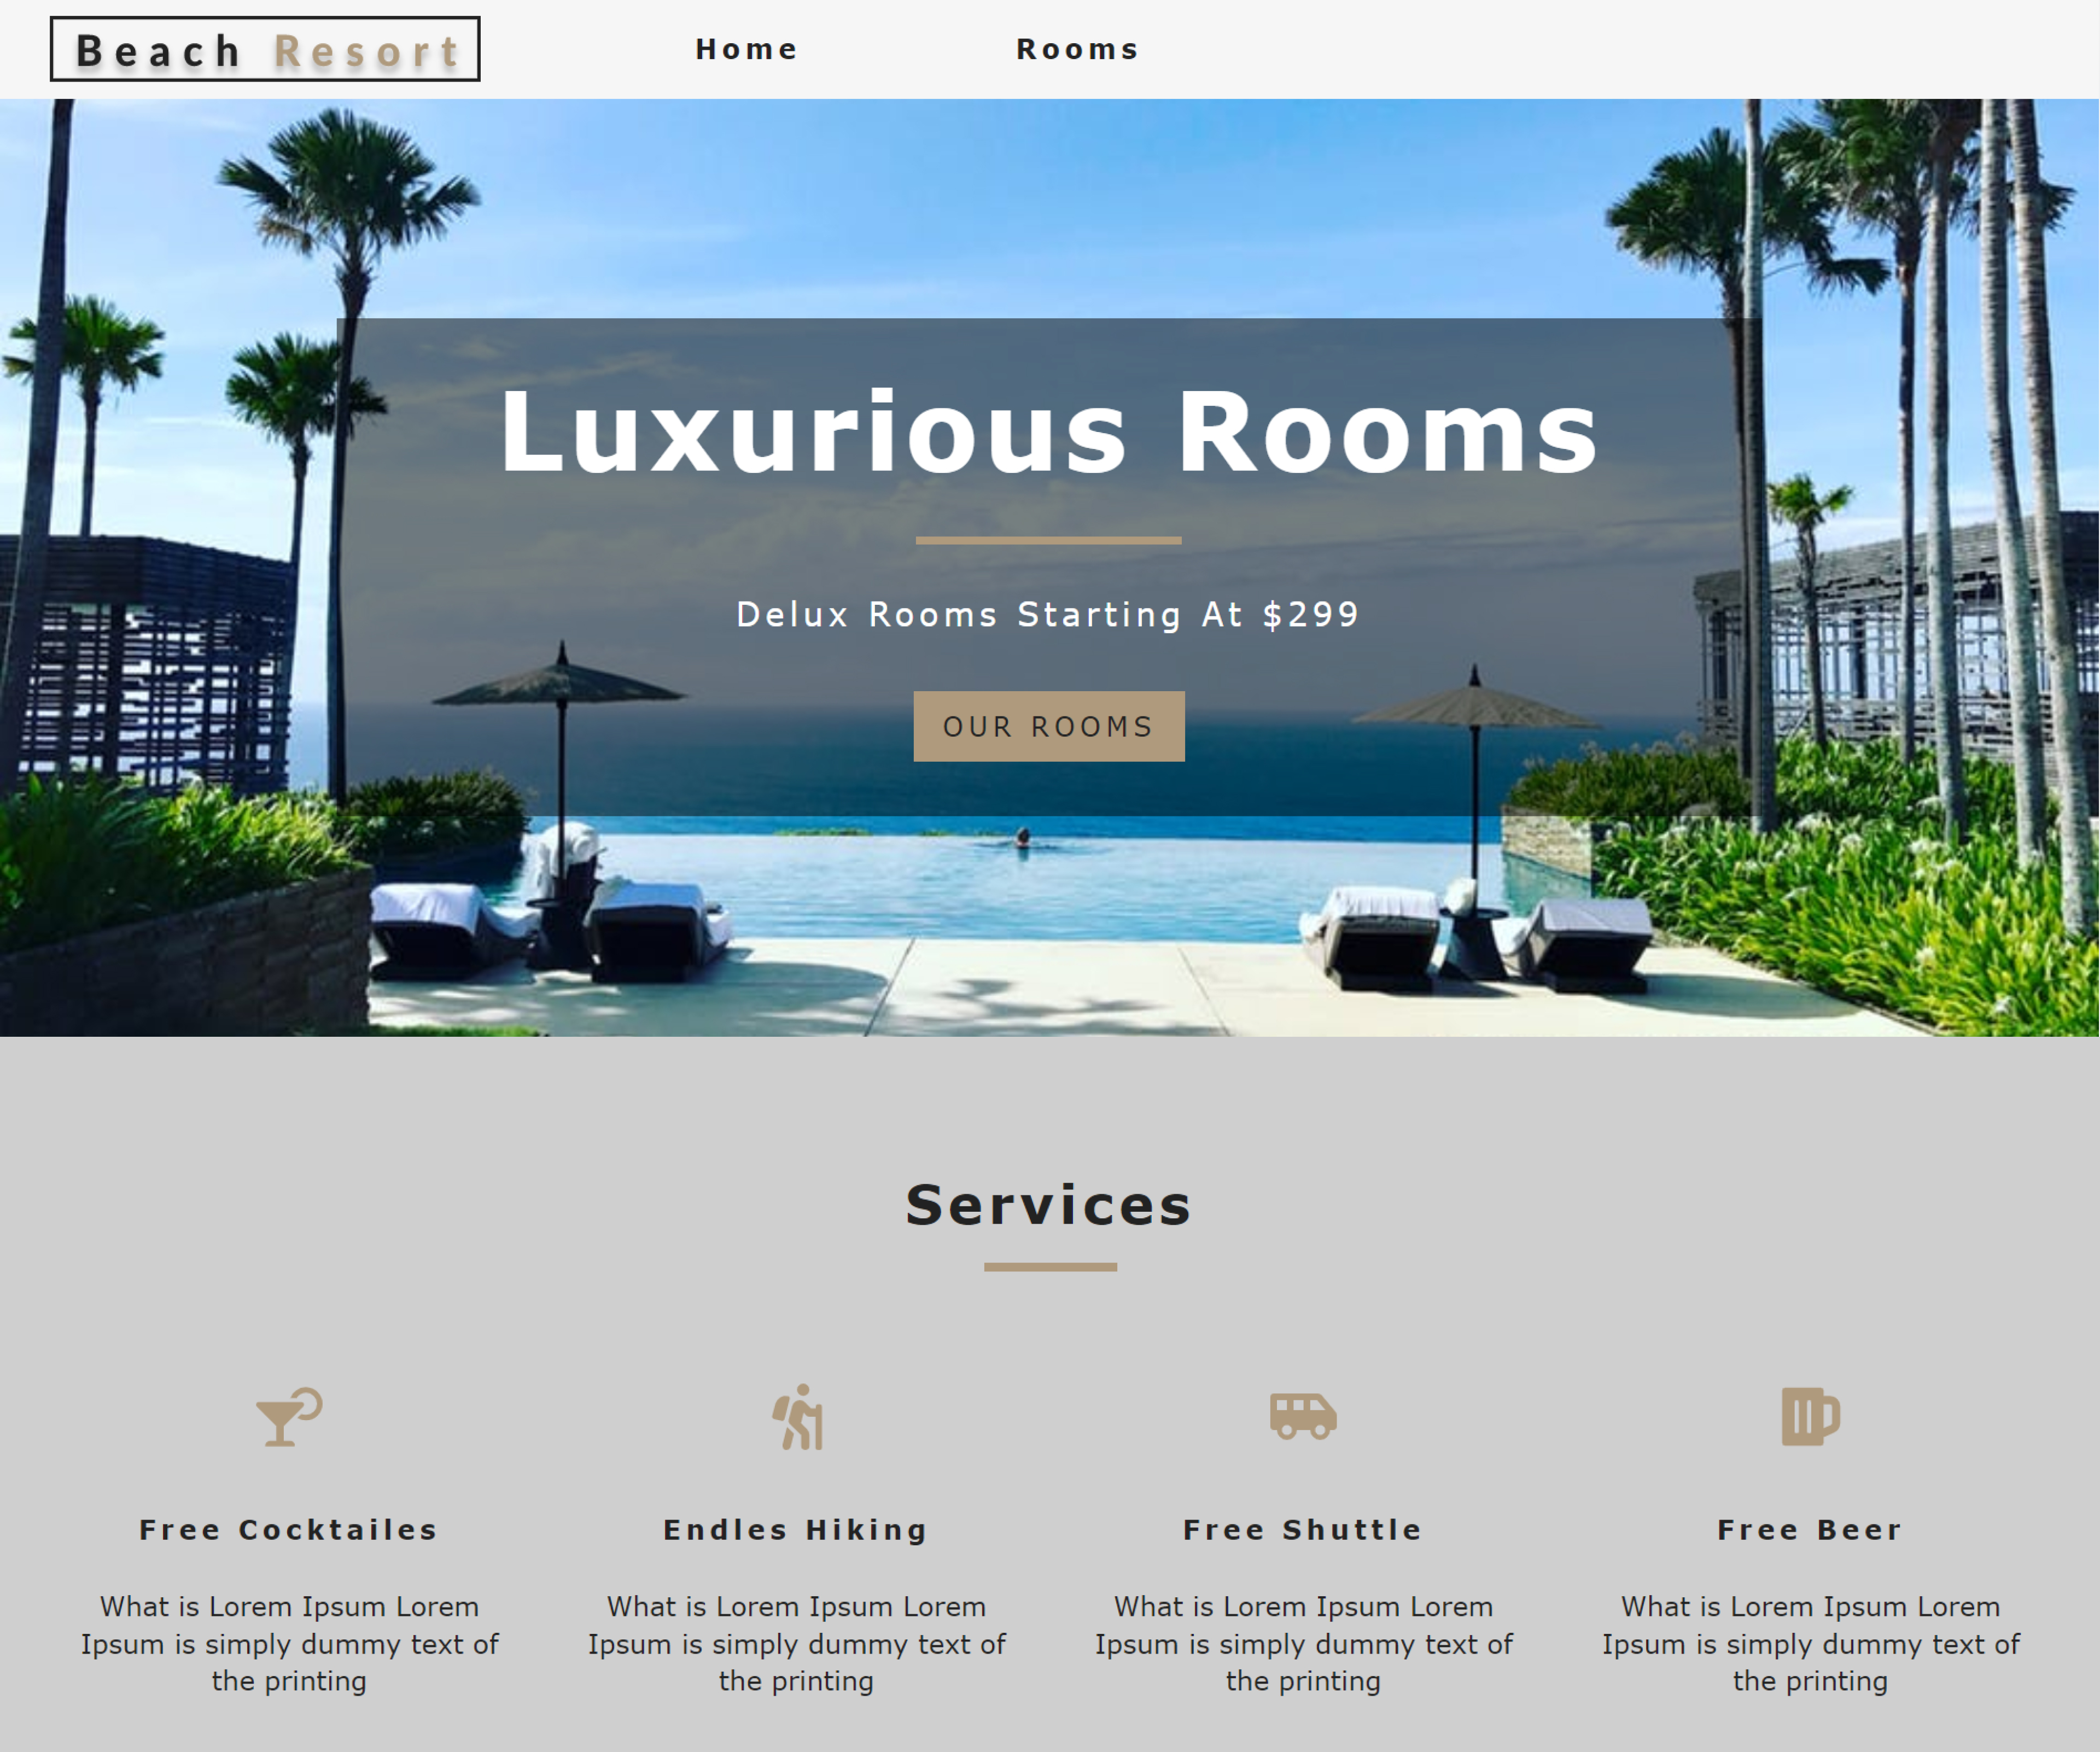 Beach Resort
Home
Rooms
Luxurious Rooms
Delux Rooms Starting At $299
OUR ROOMS
Services
Free Cocktailes
What is Lorem Ipsum Lorem
Ipsum is simply dummy text of
the printing
Endles Hiking
What is Lorem Ipsum Lorem
Ipsum is simply dummy text of
the printing
Free Shuttle
What is Lorem Ipsum Lorem
Ipsum is simply dummy text of
the printing
Free Beer
What is Lorem Ipsum Lorem
Ipsum is simply dummy text of
the printing